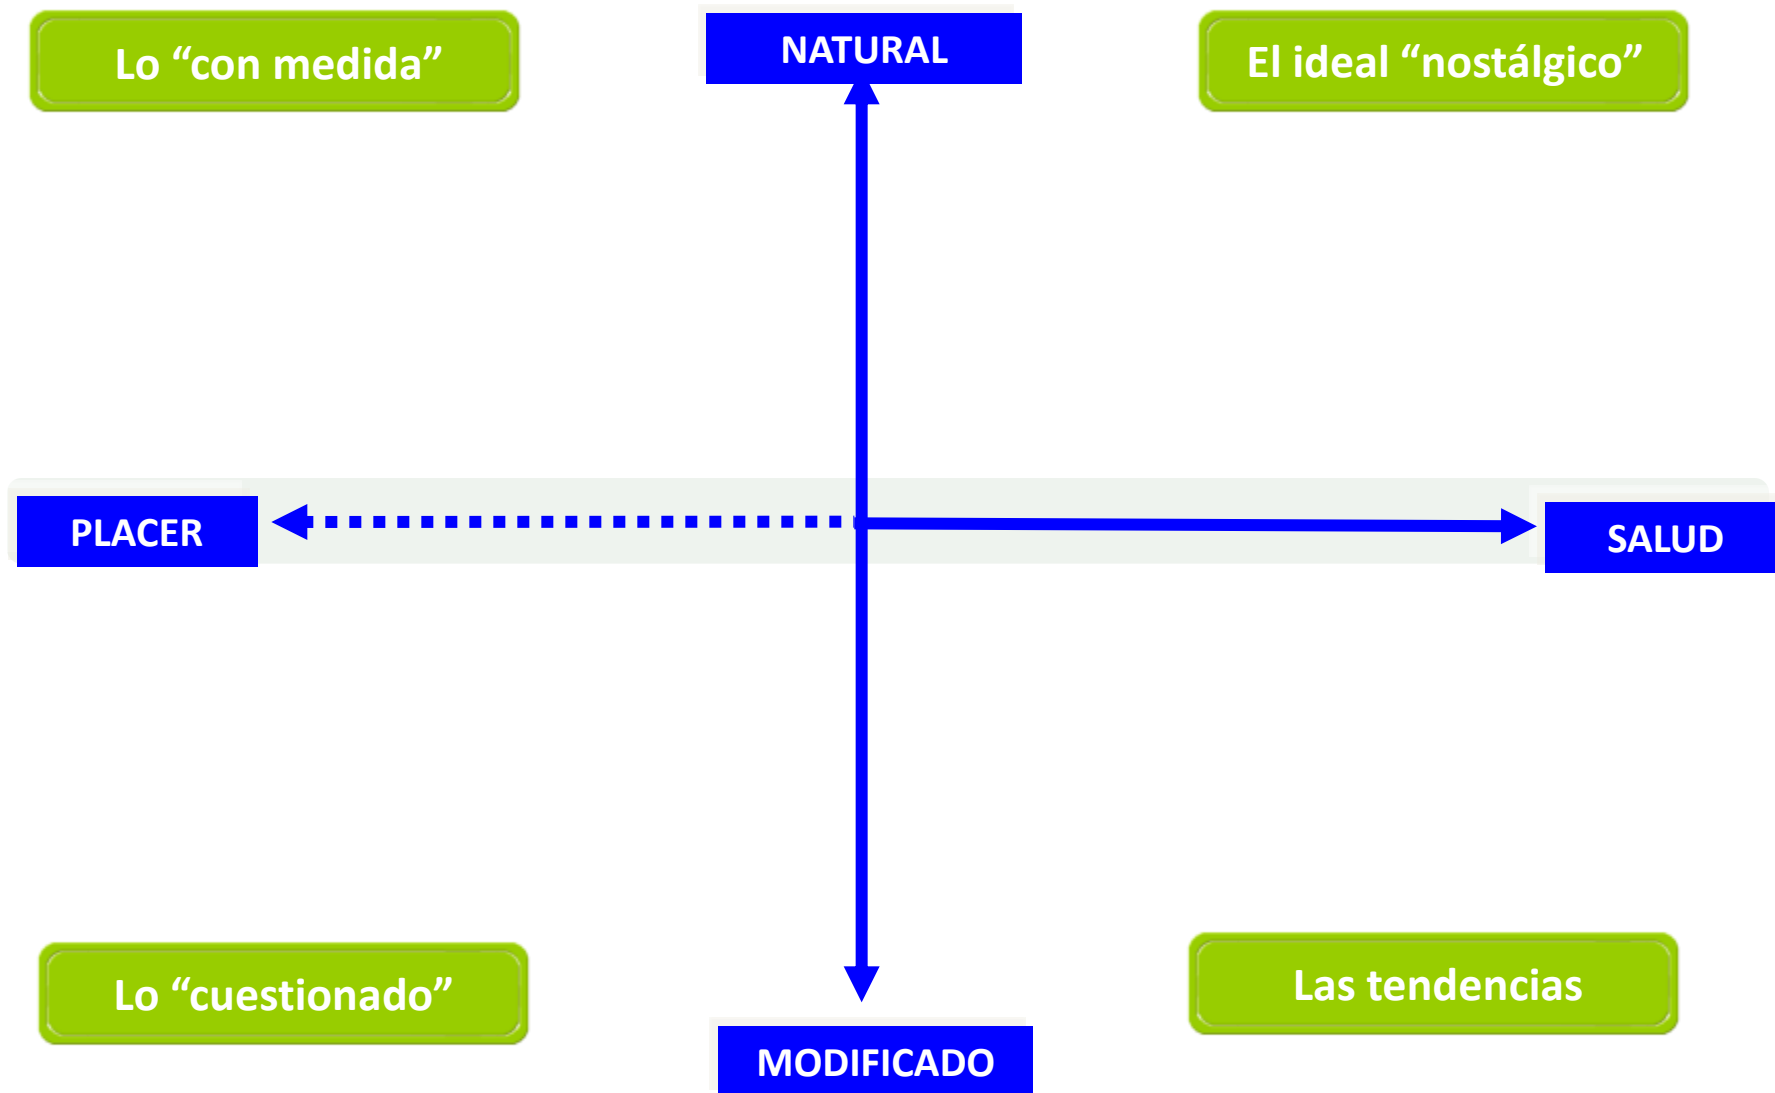 Lo “con medida”
NATURAL
El ideal “nostálgico”
PLACER
SALUD
Lo “cuestionado”
Las tendencias
MODIFICADO